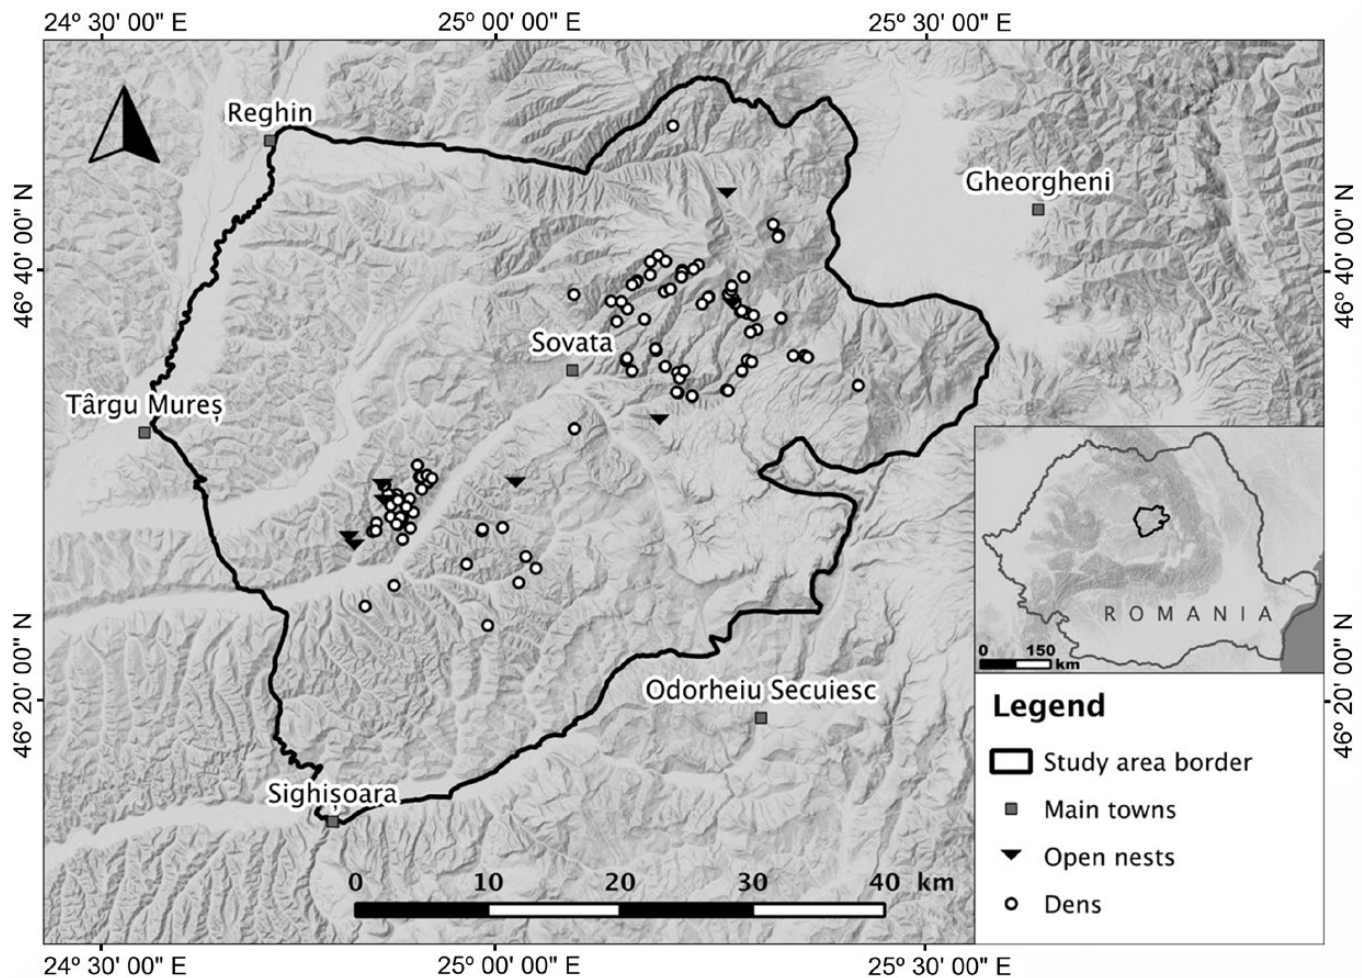 24º 30' 00" E
25º 00' 00" E
25º 30' 00" E
Reghin
Gheorgheni
46º 40' 00" N
46º 40' 00" N
Sovata
Târgu Mureș
ROMANIA
0 150 km
46º 20' 00" N
46º 20' 00" N
Odorheiu Secuiesc
Legend
Study area border
Sighișoara
Main towns
Open nests
0 10 20 30 40 km
Dens
24º 30' 00" E
25º 00' 00" E
25º 30' 00" E